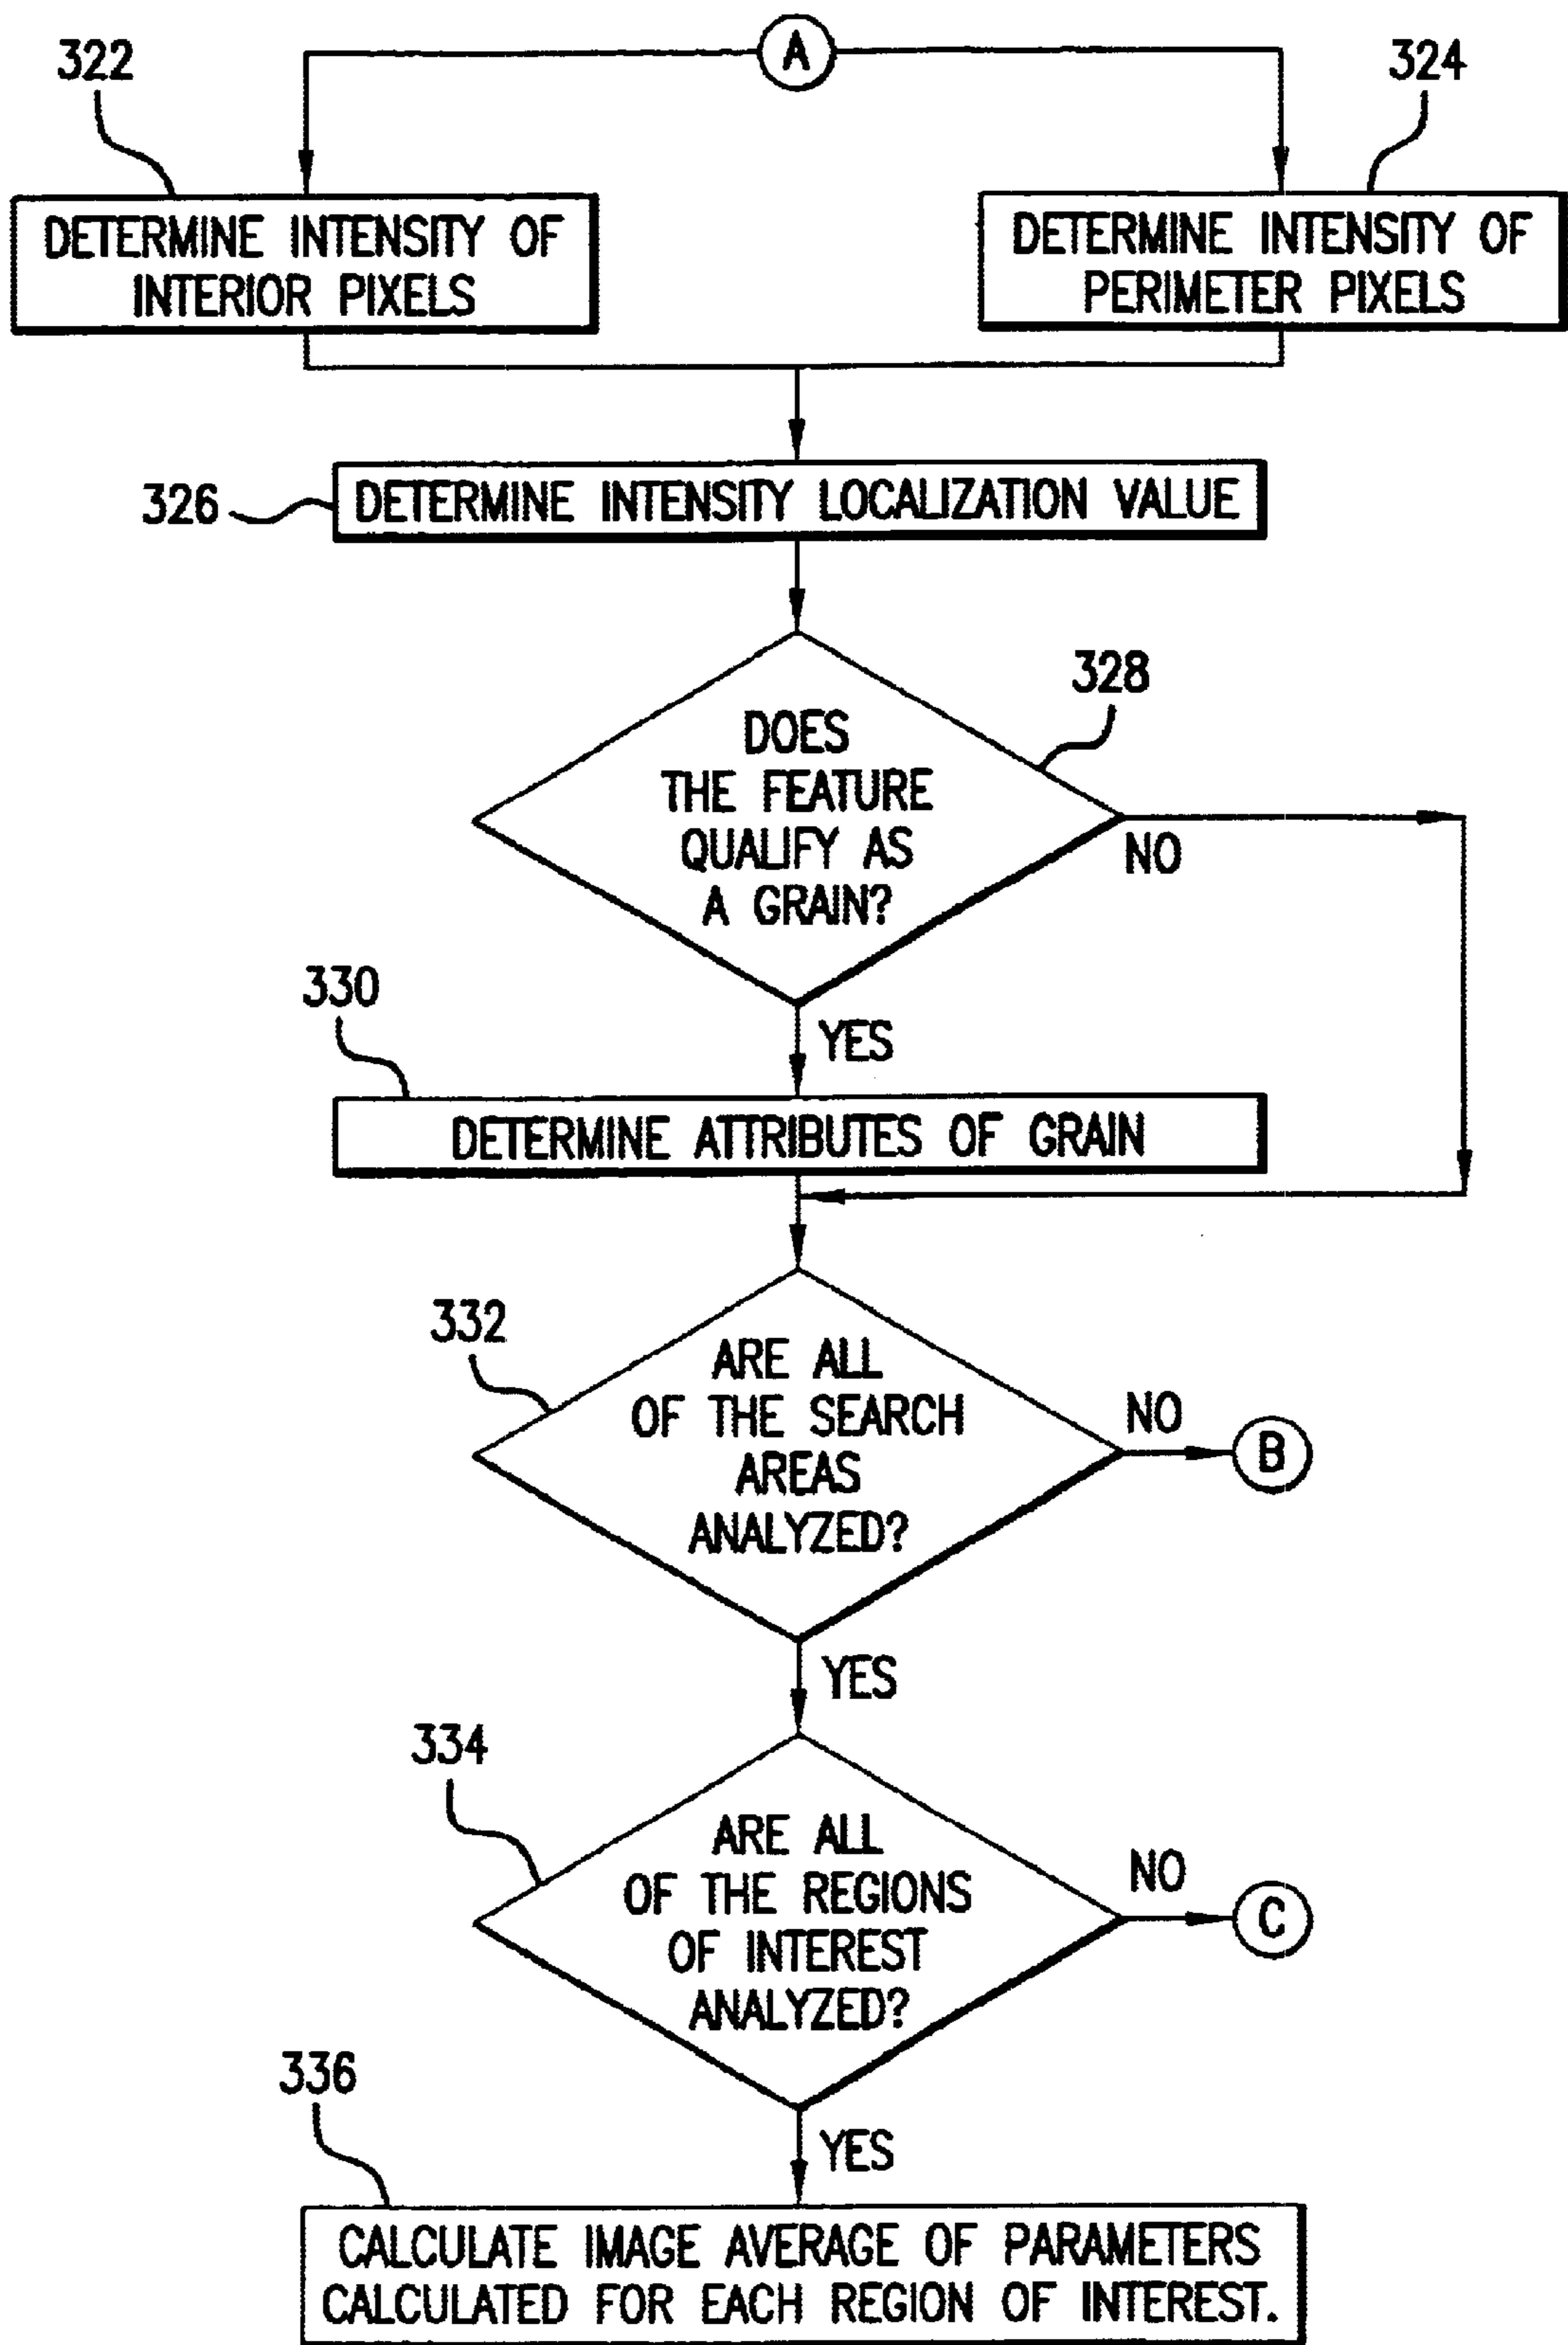 A
322
324
DETERMINE INTENSITY OF
INTERIOR PIXELS
DETERMINE INTENSITY OF
PERIMETER PIXELS
326
DETERMINE INTENSITY LOCALIZATION VALUE
328
DOES
THE FEATURE
QUALIFY AS
A GRAIN?
NO
330
YES
DETERMINE ATTRIBUTES OF GRAIN
332
ARE ALL
OF THE SEARCH
AREAS
ANALYZED?
NO
B
YES
334
ARE ALL
OF THE REGIONS
OF INTEREST
ANALYZED?
NO
C
336
YES
CALCULATE IMAGE AVERAGE OF PARAMETERS
CALCULATED FOR EACH REGION OF INTEREST.